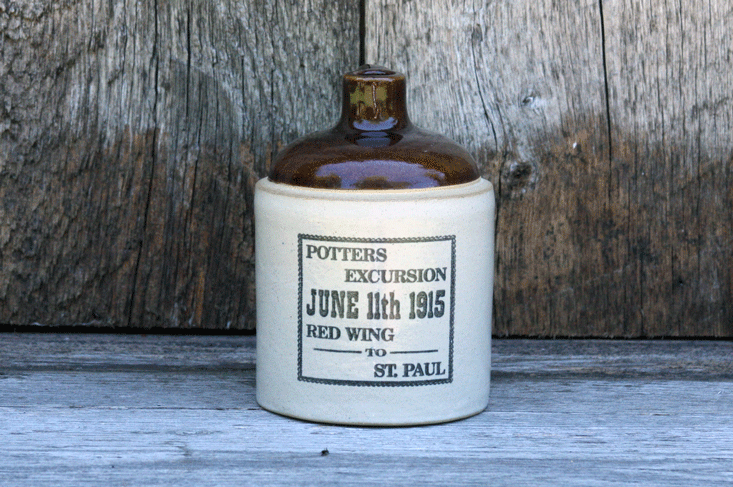 POTTERS
EXCURSION
JUNE 11th 1915
RED WING
TO
ST. PAUL